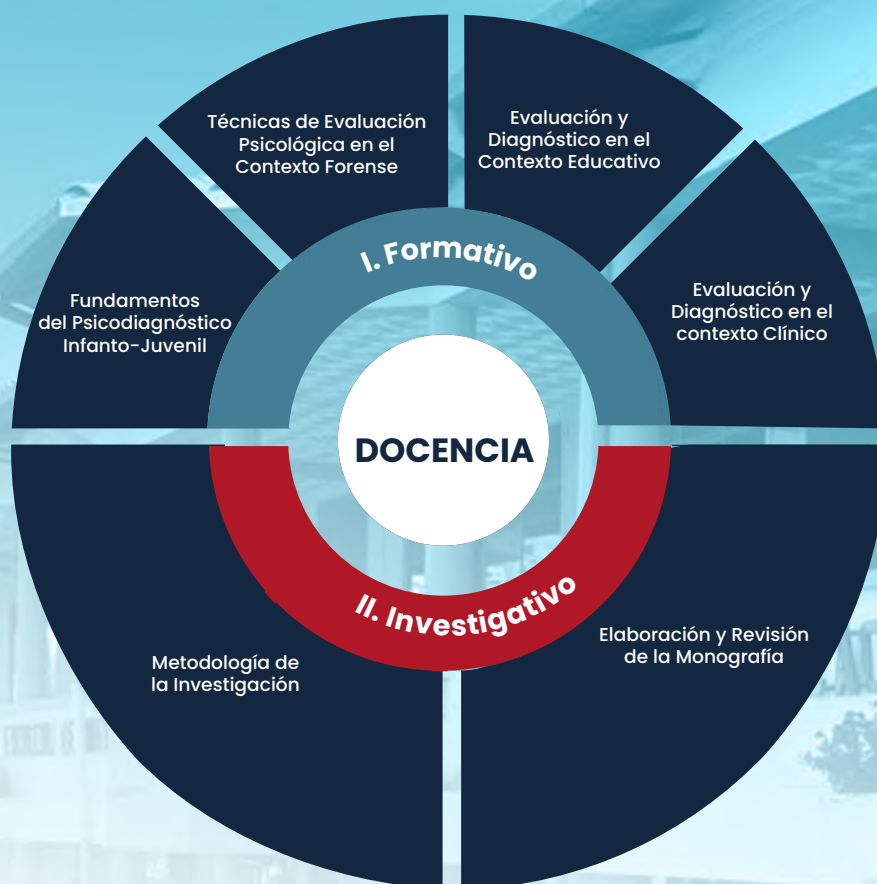 Técnicas de Evaluación
Psicológica en el
Contexto Forense
Evaluación y
Diagnóstico en el
Contexto Educativo
Fundamentos
del Psicodiagnóstico
Infanto-Juvenil
I. Formativo
Evaluación y
Diagnóstico en el
contexto Clínico
DOCENCIA
II. Investigativo
Metodología de
la Investigación
Elaboración y Revisión
de la Monografía